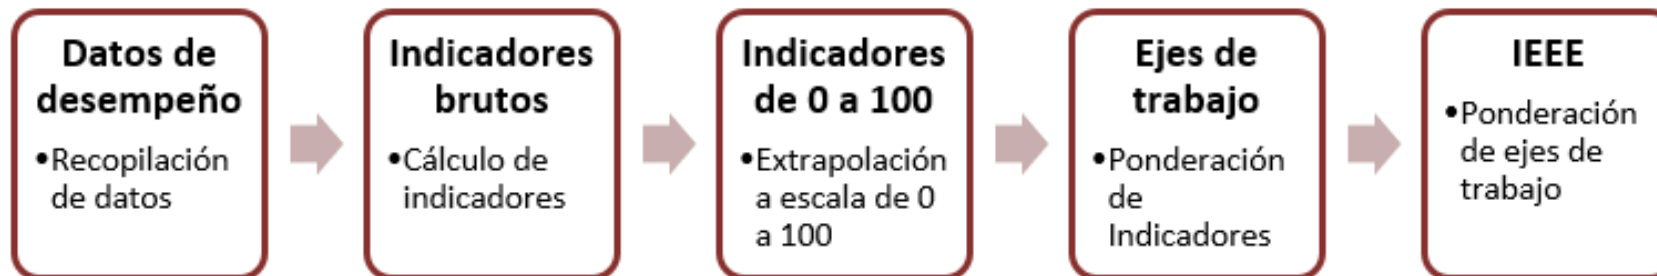 Datos de
desempeño
•Recopilación
de datos
Indicadores
brutos
•Cálculo de
indicadores
Indicadores
de 0 a 100
•Extrapolación
a escala de 0
a 100
Ejes de
trabajo
•Ponderación
de
Indicadores
IEEE
•Ponderación
de ejes de
trabajo